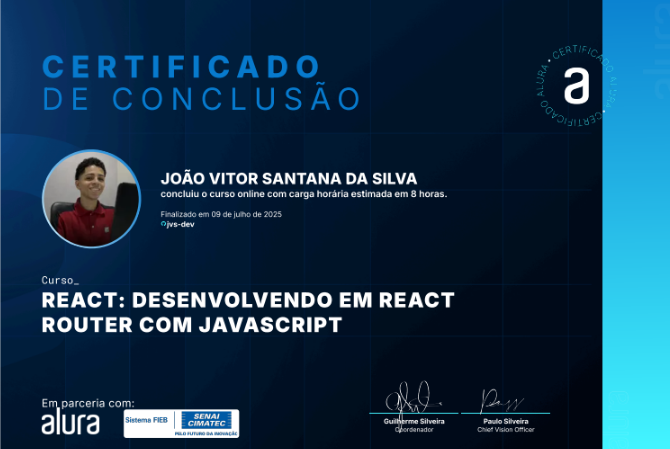 CERTIFICADO
DE CONCLUSÃO
CERTIFICADO ALURA • CERTIFICADO ALURA •
a
JOÃO VITOR SANTANA DA SILVA
concluiu o curso online com carga horária estimada em 8 horas.
Finalizado em 09 de julho de 2025
jvs-dev
Curso_
REACT: DESENVOLVENDO EM REACT
ROUTER COM JAVASCRIPT
Em parceria com:
alura
Sistema FIEB
SENAI
CIMATEC
PELO FUTURO DA INOVAÇÃO
Guilherme Silveira
Coordenador
Paulo Silveira
Chief Vision Officer
alura